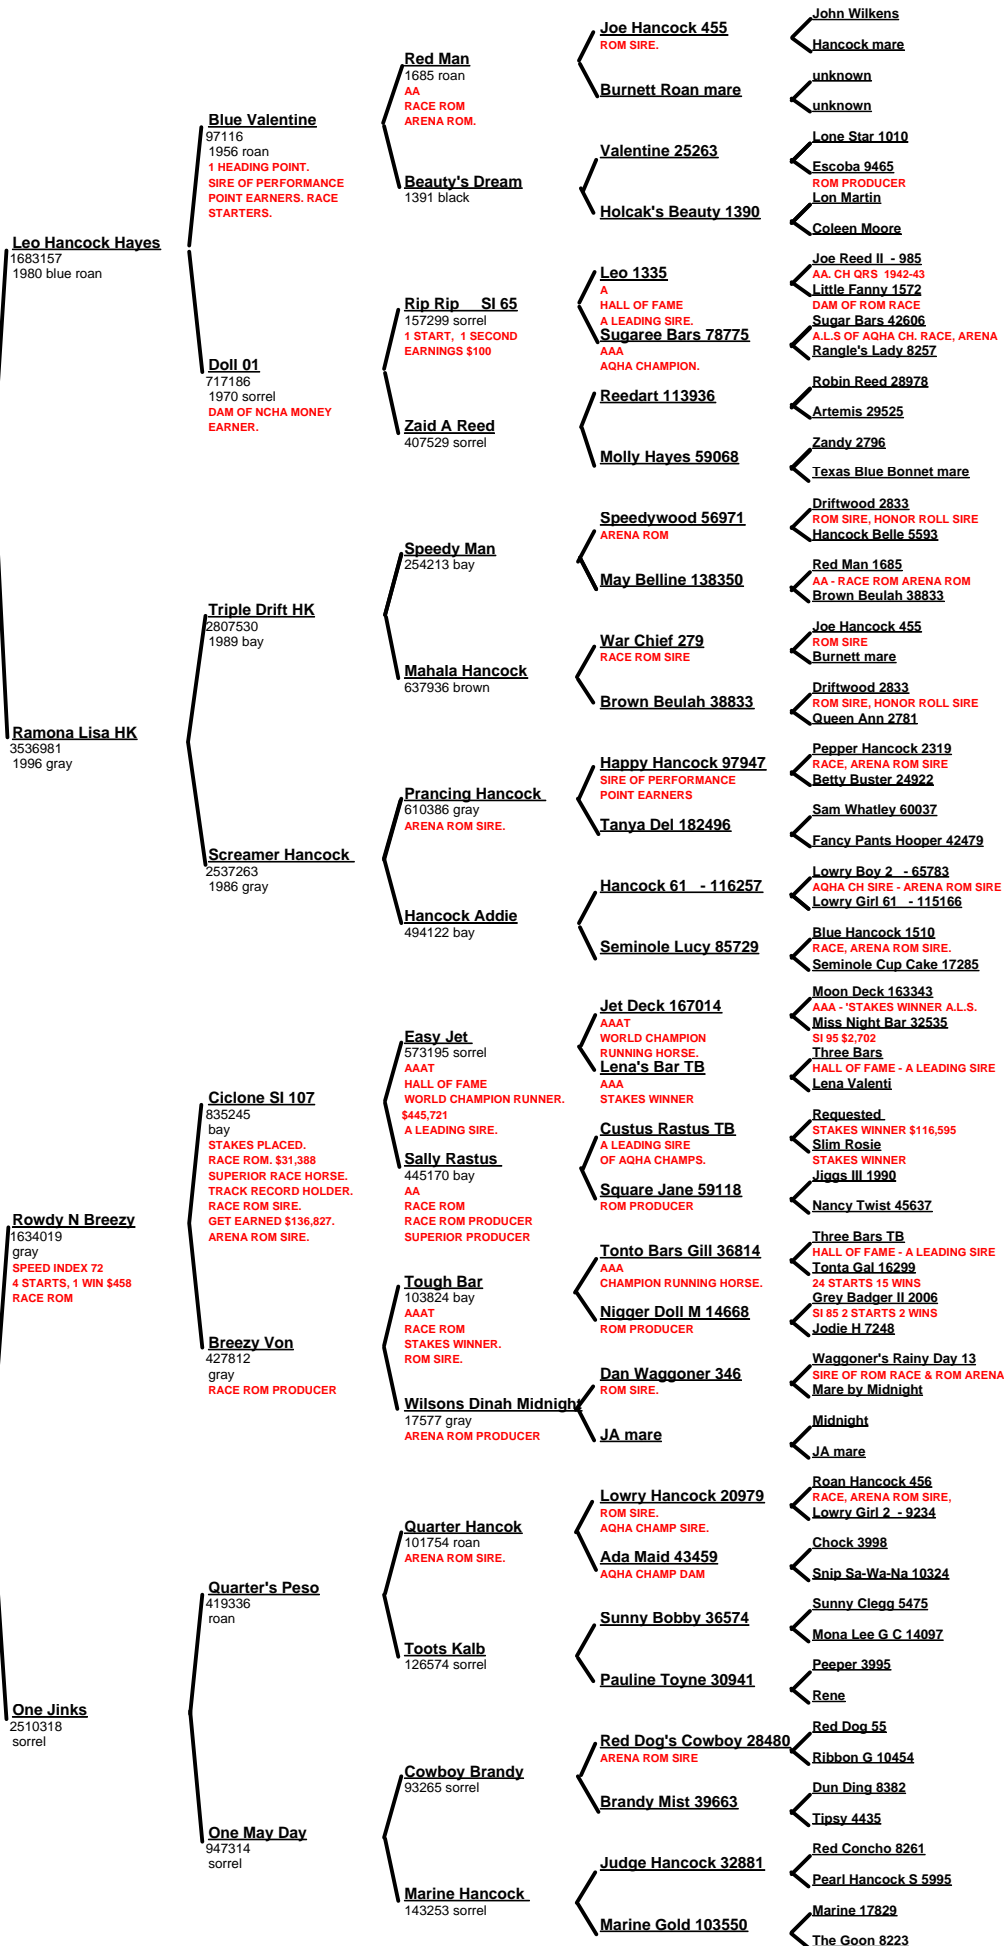 Leo Hancock Hayes
1683157
1980 blue roan
Ramona Lisa HK
3536981
1996 gray
Rowdy N Breezy
1634019
gray
SPEED INDEX 72
4 STARTS, 1 WIN $458
RACE ROM
One Jinks
2510318
sorrel
Blue Valentine
97116
1956 roan
1 HEADING POINT.
SIRE OF PERFORMANCE
POINT EARNERS. RACE
STARTERS.
Doll 01
717186
1970 sorrel
DAM OF NCHA MONEY
EARNER.
Triple Drift HK
2807530
1989 bay
Screamer Hancock
2537263
1986 gray
Ciclone SI 107
835245
bay
STAKES PLACED.
RACE ROM. $31,388
SUPERIOR RACE HORSE.
TRACK RECORD HOLDER.
RACE ROM SIRE.
GET EARNED $136,827.
ARENA ROM SIRE.
Breezy Von
427812
gray
RACE ROM PRODUCER
Quarter's Peso
419336
roan
One May Day
947314
sorrel
Red Man
1685 roan
AA
RACE ROM
ARENA ROM.
Beauty's Dream
1391 black
Rip Rip SI 65
157299 sorrel
1 START, 1 SECOND
EARNINGS $100
Zaid A Reed
407529 sorrel
Speedy Man
254213 bay
Mahala Hancock
637936 brown
Prancing Hancock
610386 gray
ARENA ROM SIRE.
Hancock Addie
494122 bay
Easy Jet
573195 sorrel
AAAT
HALL OF FAME
WORLD CHAMPION RUNNER.
$445,721
A LEADING SIRE.
Sally Rastus
445170 bay
AA
RACE ROM
RACE ROM PRODUCER
SUPERIOR PRODUCER
Tough Bar
103824 bay
AAAT
RACE ROM
STAKES WINNER.
ROM SIRE.
Wilsons Dinah Midnight
17577 gray
ARENA ROM PRODUCER
Quarter Hancok
101754 roan
ARENA ROM SIRE.
Toots Kalb
126574 sorrel
Cowboy Brandy
93265 sorrel
Marine Hancock
143253 sorrel
Joe Hancock 455
ROM SIRE.
Burnett Roan mare
Valentine 25263
Holcak's Beauty 1390
Leo 1335
A
HALL OF FAME
A LEADING SIRE.
Sugaree Bars 78775
AAA
AQHA CHAMPION.
Reedart 113936
Molly Hayes 59068
Speedywood 56971
ARENA ROM
May Belline 138350
War Chief 279
RACE ROM SIRE
Brown Beulah 38833
Happy Hancock 97947
SIRE OF PERFORMANCE
POINT EARNERS
Tanya Del 182496
Hancock 61 - 116257
Seminole Lucy 85729
Jet Deck 167014
AAAT
WORLD CHAMPION
RUNNING HORSE.
Lena's Bar TB
AAA
STAKES WINNER
Custus Rastus TB
A LEADING SIRE
OF AQHA CHAMPS.
Square Jane 59118
ROM PRODUCER
Tonto Bars Gill 36814
AAA
CHAMPION RUNNING HORSE.
Nigger Doll M 14668
ROM PRODUCER
Dan Waggoner 346
ROM SIRE.
JA mare
Lowry Hancock 20979
ROM SIRE.
AQHA CHAMP SIRE.
Ada Maid 43459
AQHA CHAMP DAM
Sunny Bobby 36574
Pauline Toyne 30941
Red Dog's Cowboy 28480
ARENA ROM SIRE
Brandy Mist 39663
Judge Hancock 32881
Marine Gold 103550
John Wilkens
Hancock mare
unknown
unknown
Lone Star 1010
Escoba 9465
ROM PRODUCER
Lon Martin
Coleen Moore
Joe Reed II - 985
AA. CH QRS 1942-43
Little Fanny 1572
DAM OF ROM RACE
Sugar Bars 42606
A.L.S OF AQHA CH. RACE, ARENA
Rangle's Lady 8257
Robin Reed 28978
Artemis 29525
Zandy 2796
Texas Blue Bonnet mare
Driftwood 2833
ROM SIRE, HONOR ROLL SIRE
Hancock Belle 5593
Red Man 1685
AA - RACE ROM ARENA ROM
Brown Beulah 38833
Joe Hancock 455
ROM SIRE
Burnett mare
Driftwood 2833
ROM SIRE, HONOR ROLL SIRE
Queen Ann 2781
Pepper Hancock 2319
RACE, ARENA ROM SIRE
Betty Buster 24922
Sam Whatley 60037
Fancy Pants Hooper 42479
Lowry Boy 2 - 65783
AQHA CH SIRE - ARENA ROM SIRE
Lowry Girl 61 - 115166
Blue Hancock 1510
RACE, ARENA ROM SIRE.
Seminole Cup Cake 17285
Moon Deck 163343
AAA - 'STAKES WINNER A.L.S.
Miss Night Bar 32535
SI 95 $2,702
Three Bars
HALL OF FAME - A LEADING SIRE
Lena Valenti
Requested
STAKES WINNER $116,595
Slim Rosie
STAKES WINNER
Jiggs III 1990
Nancy Twist 45637
Three Bars TB
HALL OF FAME - A LEADING SIRE
Tonta Gal 16299
24 STARTS 15 WINS
Grey Badger II 2006
SI 85 2 STARTS 2 WINS
Jodie H 7248
Waggoner's Rainy Day 13
SIRE OF ROM RACE & ROM ARENA
Mare by Midnight
Midnight
JA mare
Roan Hancock 456
RACE, ARENA ROM SIRE,
Lowry Girl 2 - 9234
Chock 3998
Snip Sa-Wa-Na 10324
Sunny Clegg 5475
Mona Lee G C 14097
Peeper 3995
Rene
Red Dog 55
Ribbon G 10454
Dun Ding 8382
Tipsy 4435
Red Concho 8261
Pearl Hancock S 5995
Marine 17829
The Goon 8223